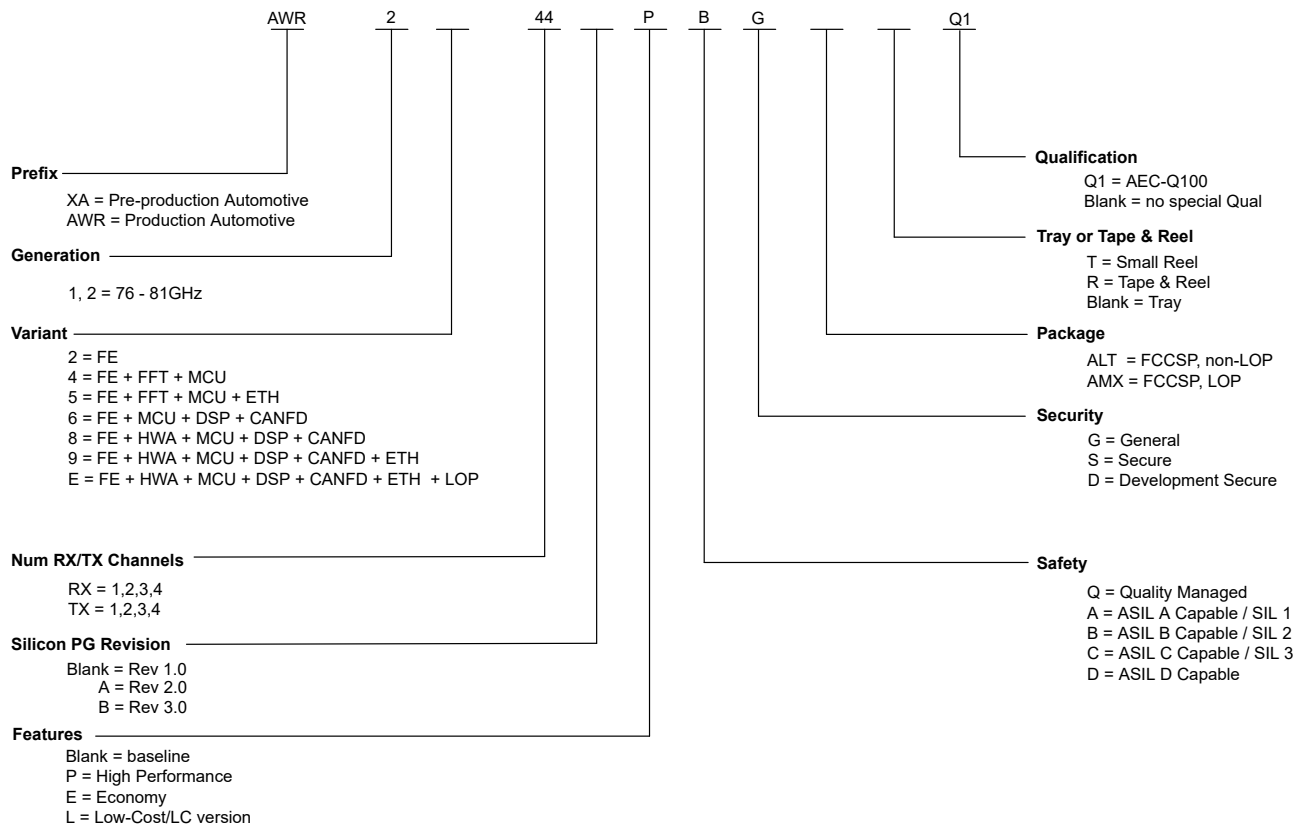 AWR 2 44 P B G Q1
Prefix
XA = Pre-production Automotive
AWR = Production Automotive
Generation
1, 2 = 76 - 81GHz
Variant
2 = FE
4 = FE + FFT + MCU
5 = FE + FFT + MCU + ETH
6 = FE + MCU + DSP + CANFD
8 = FE + HWA + MCU + DSP + CANFD
9 = FE + HWA + MCU + DSP + CANFD + ETH
E = FE + HWA + MCU + DSP + CANFD + ETH + LOP
Num RX/TX Channels
RX = 1,2,3,4
TX = 1,2,3,4
Silicon PG Revision
Blank = Rev 1.0
A = Rev 2.0
B = Rev 3.0
Features
Blank = baseline
P = High Performance
E = Economy
L = Low-Cost/LC version
Qualification
Q1 = AEC-Q100
Blank = no special Qual
Tray or Tape & Reel
T = Small Reel
R = Tape & Reel
Blank = Tray
Package
ALT = FCCSP, non-LOP
AMX = FCCSP, LOP
Security
G = General
S = Secure
D = Development Secure
Safety
Q = Quality Managed
A = ASIL A Capable / SIL 1
B = ASIL B Capable / SIL 2
C = ASIL C Capable / SIL 3
D = ASIL D Capable